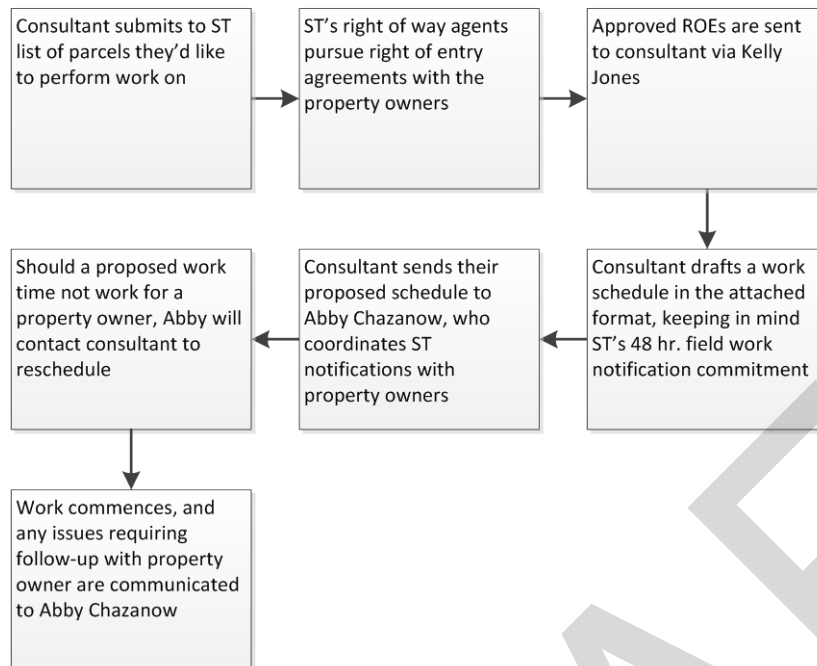 Consultant submits to ST
list of parcels they’d like
to perform work on
ST’s right of way agents
pursue right of entry
agreements with the
property owners
Approved ROEs are sent
to consultant via Kelly
Jones
Consultant drafts a work
schedule in the attached
format, keeping in mind
ST’s 48 hr. field work
notification commitment
Consultant sends their
proposed schedule to
Abby Chazanow, who
coordinates ST
notifications with
property owners
Should a proposed work
time not work for a
property owner, Abby will
contact consultant to
reschedule
Work commences, and
any issues requiring
follow-up with property
owner are communicated
to Abby Chazanow